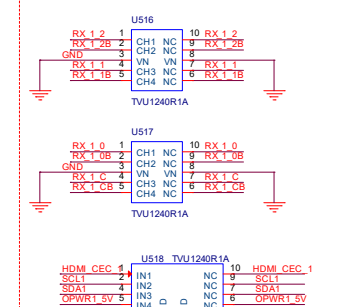 U516
RX_1_2 1 CH1 NC 10 RX_1_2
RX_1_2B 2 CH2 NC 9 RX_1_2B
GND 3 VN VN 8
RX_1_1 4 CH3 NC 7 RX_1_1
RX_1_1B 5 CH4 NC 6 RX_1_1B
TVU1240R1A
U517
RX_1_0 1 CH1 NC 10 RX_1_0
RX_1_0B 2 CH2 NC 9 RX_1_0B
GND 3 VN VN 8
RX_1_C 4 CH3 NC 7 RX_1_C
RX_1_CB 5 CH4 NC 6 RX_1_CB
TVU1240R1A
U518 TVU1240R1A
HDMI_CEC_1 1 IN1 NC 10 HDMI_CEC_1
SCL1 2 IN2 NC 9 SCL1
SDA1 4 IN3 NC 7 SDA1
OPWR1_5V 5 IN4 NC 6 OPWR1_5V